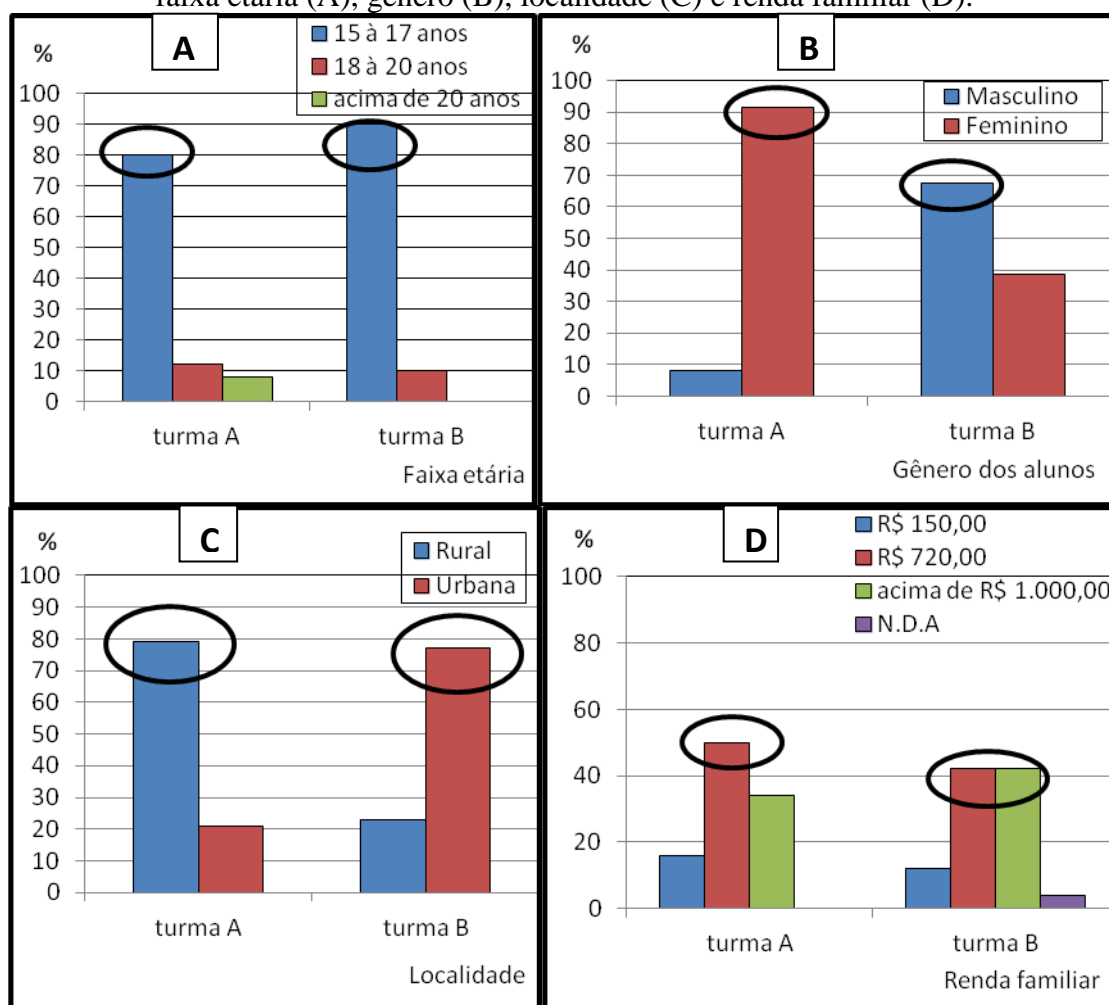 faixa etária (A), gênero (B), localidade (C) e renda familiar (D).
A
%
15 à 17 anos
18 à 20 anos
acima de 20 anos
100
90
80
70
60
50
40
30
20
10
0
turma A
turma B
Faixa etária
B
%
Masculino
Feminino
100
90
80
70
60
50
40
30
20
10
0
turma A
turma B
Gênero dos alunos
C
%
Rural
Urbana
100
90
80
70
60
50
40
30
20
10
0
turma A
turma B
Localidade
D
%
R$ 150,00
R$ 720,00
acima de R$ 1.000,00
N.D.A
100
80
60
40
20
0
turma A
turma B
Renda familiar